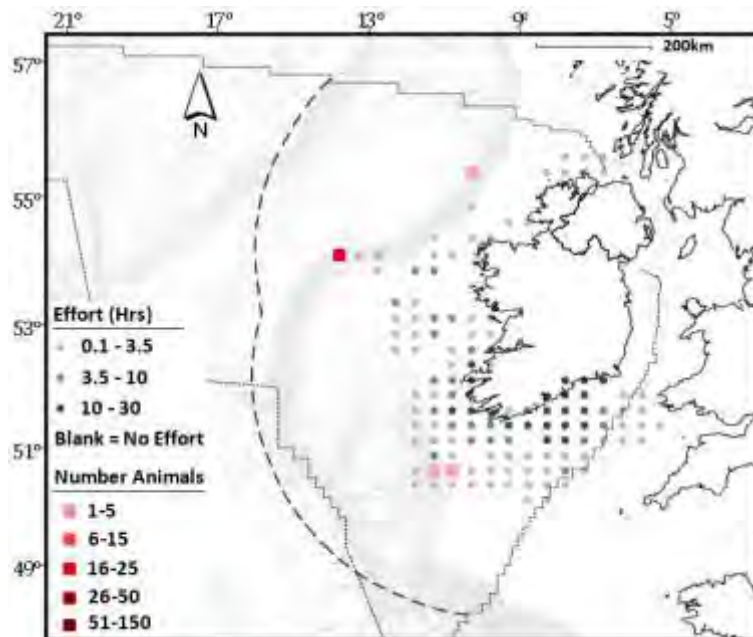 21° 17° 13° 9° 5°
200km
57°
N
55°
53°
51°
49°
Effort (Hrs)
0.1 - 3.5
3.5 - 10
10 - 30
Blank = No Effort
Number Animals
1-5
6-15
16-25
26-50
51-150